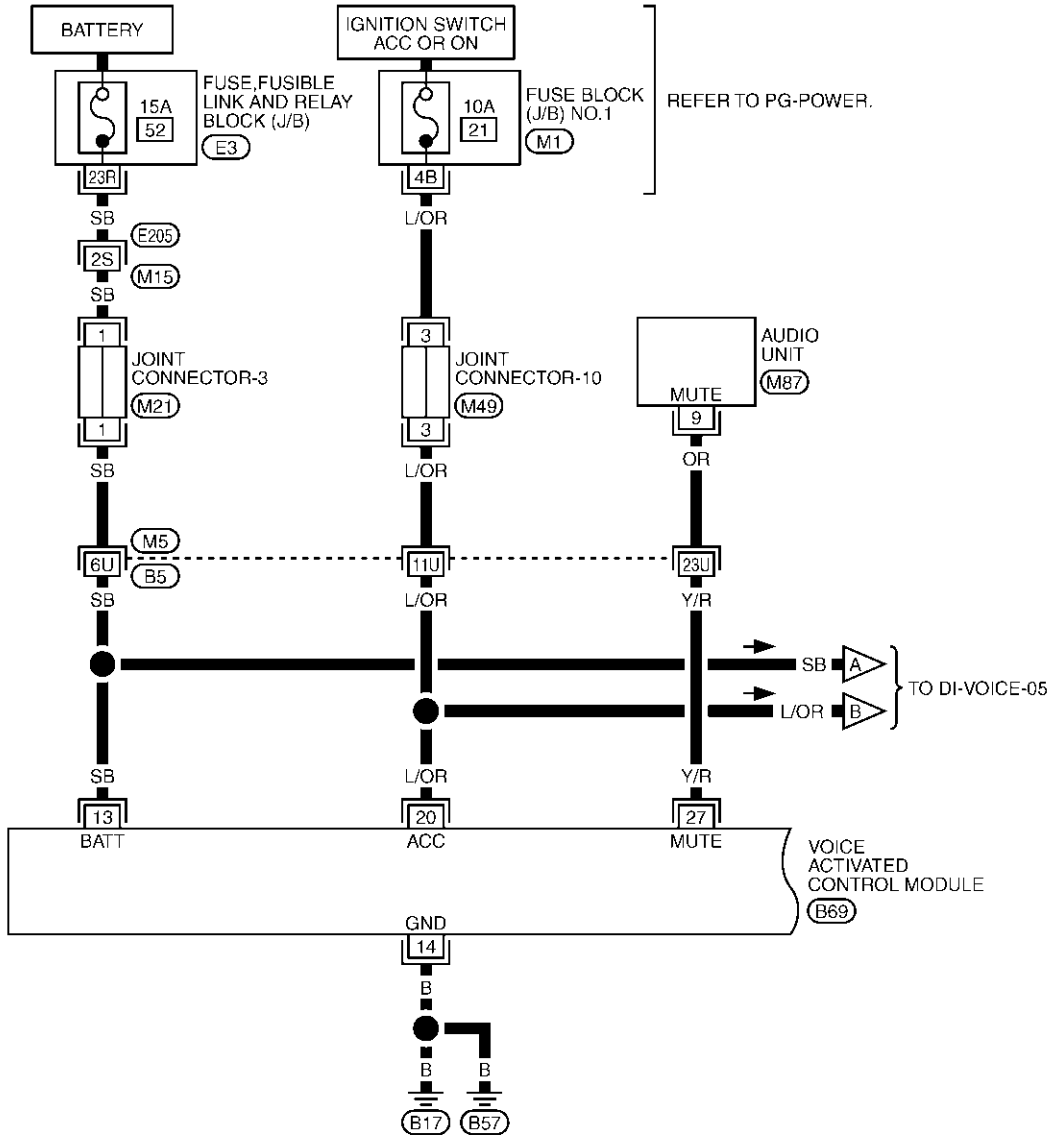 BATTERY
IGNITION SWITCH
ACC OR ON
15A
52
FUSE,FUSIBLE
LINK AND RELAY
BLOCK (J/B)
E3
10A
21
FUSE BLOCK
(J/B) NO.1
M1
REFER TO PG-POWER.
23R
4B
SB
L/OR
E205
2S
M15
SB
1
JOINT
CONNECTOR-3
M21
1
3
JOINT
CONNECTOR-10
M49
3
AUDIO
UNIT
M87
MUTE
9
SB
L/OR
OR
M5
6U
B5
11U
23U
SB
L/OR
Y/R
SB
A
L/OR
B
TO DI-VOICE-05
SB
L/OR
Y/R
13
20
27
BATT
ACC
MUTE
VOICE
ACTIVATED
CONTROL MODULE
B69
GND
14
B
B
B
B17
B57